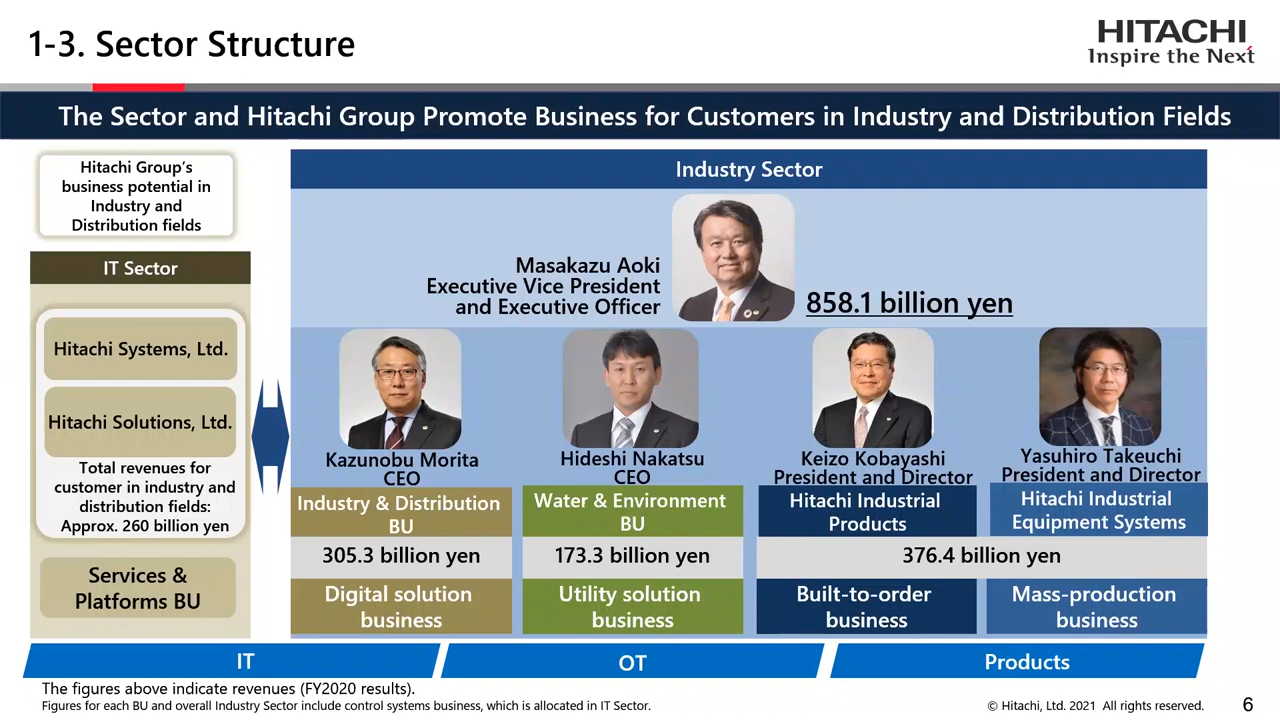 1-3. Sector Structure
HITACHI
Inspire the Next
The Sector and Hitachi Group Promote Business for Customers in Industry and Distribution Fields
Hitachi Group's
business potential in
Industry and
Distribution fields
IT Sector
Hitachi Systems, Ltd.
Hitachi Solutions, Ltd.
Total revenues for
customer in industry and
distribution fields:
Approx. 260 billion yen
Services &
Platforms BU
Industry Sector
Masakazu Aoki
Executive Vice President
and Executive Officer
858.1 billion yen
Kazunobu Morita
CEO
Industry & Distribution
BU
305.3 billion yen
Digital solution
business
Hideshi Nakatsu
CEO
Water & Environment
BU
173.3 billion yen
Utility solution
business
Keizo Kobayashi
President and Director
Hitachi Industrial
Products
Yasuhiro Takeuchi
President and Director
Hitachi Industrial
Equipment Systems
376.4 billion yen
Built-to-order
business
Mass-production
business
IT
OT
Products
The figures above indicate revenues (FY2020 results).
Figures for each BU and overall Industry Sector include control systems business, which is allocated in IT Sector.
© Hitachi, Ltd. 2021 All rights reserved.
6